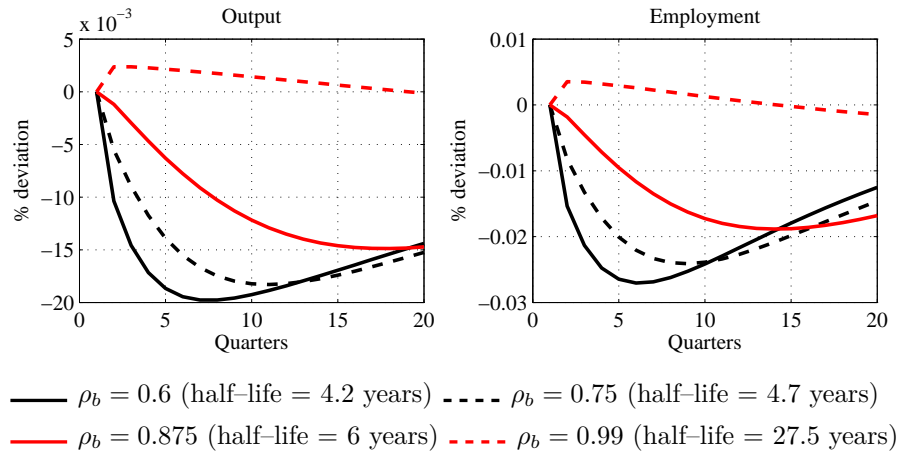 Output
x 10⁻³
5
0
−5
−10
−15
−20
% deviation
0 5 10 15 20
Quarters
Employment
0.01
0
−0.01
−0.02
−0.03
% deviation
0 5 10 15 20
Quarters
ρ_b = 0.6 (half–life = 4.2 years) ρ_b = 0.75 (half–life = 4.7 years)
ρ_b = 0.875 (half–life = 6 years) ρ_b = 0.99 (half–life = 27.5 years)